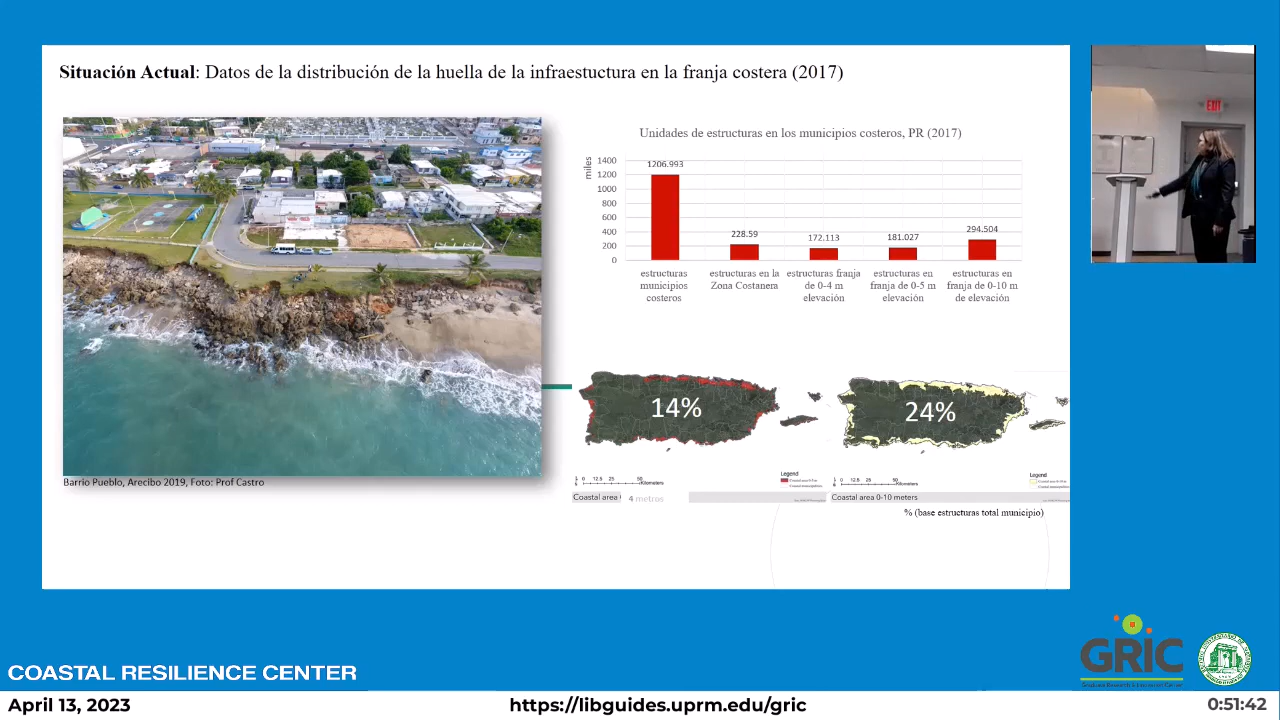 Situación Actual: Datos de la distribución de la huella de la infraestuctura en la franja costera (2017)
Barrio Pueblo, Arecibo 2019, Foto: Prof Castro
Unidades de estructuras en los municipios costeros, PR (2017)
miles
1400
1200
1000
800
600
400
200
0
1206.993
228.59
172.113
181.027
294.504
estructuras
municipios
costeros
estructuras en la
Zona Costanera
estructuras franja
de 0-4 m
elevación
estructuras en
franja de 0-5 m
elevación
estructuras en
franja de 0-10 m
de elevación
14%
0 12.5 25 50
Kilometers
Legend
Coastal area
4 metros
24%
0 12.5 25 50
Kilometers
Legend
Coastal area 0-10 meters
% (base estructuras total municipio)
EXIT
GRIC
COASTAL RESILIENCE CENTER
April 13, 2023
https://libguides.uprm.edu/gric
0:51:42